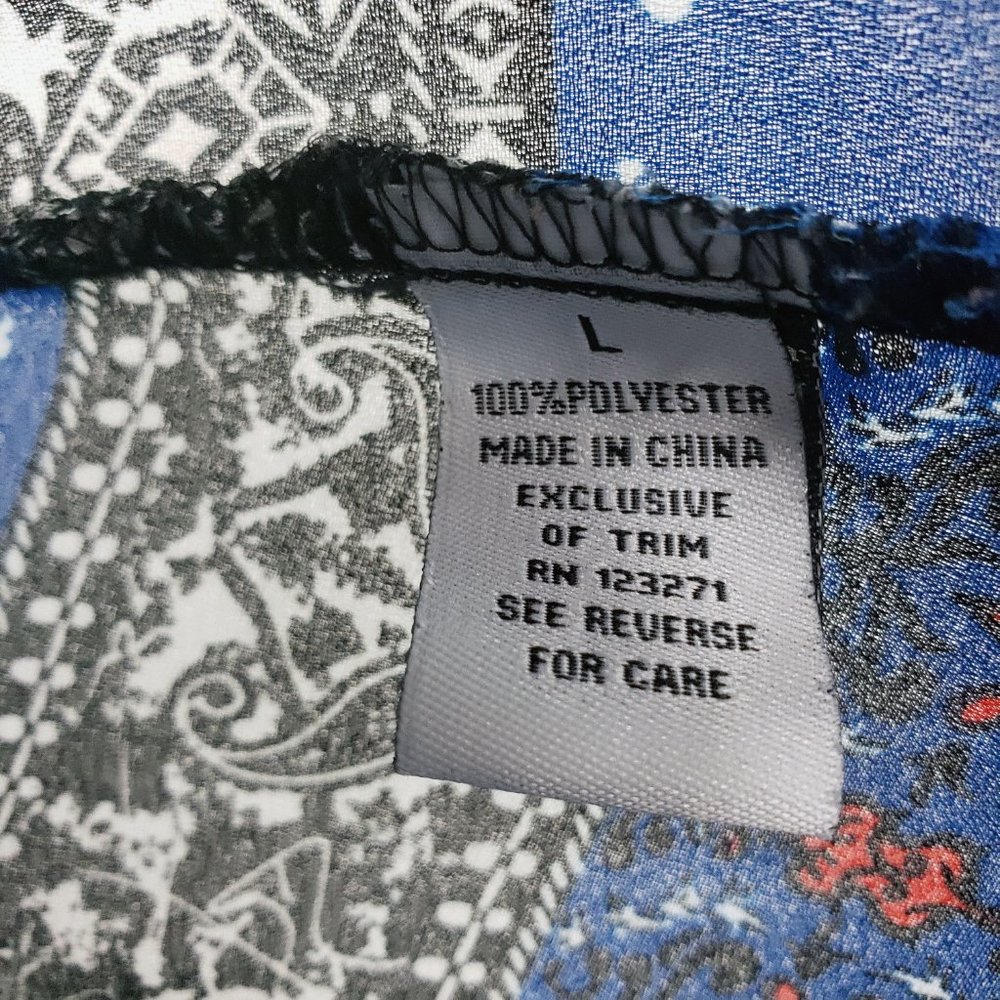 L
100%POLYESTER
MADE IN CHINA
EXCLUSIVE
OF TRIM
RN 123271
SEE REVERSE
FOR CARE